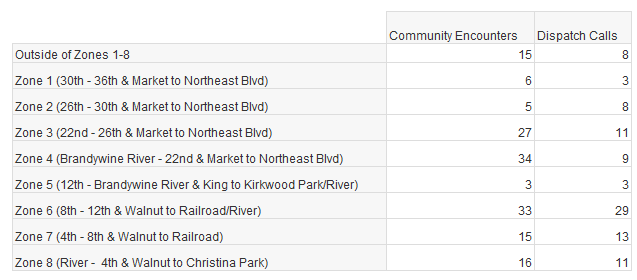 Community Encounters Dispatch Calls
Outside of Zones 1-8 15 8
Zone 1 (30th - 36th & Market to Northeast Blvd) 6 3
Zone 2 (26th - 30th & Market to Northeast Blvd) 5 8
Zone 3 (22nd - 26th & Market to Northeast Blvd) 27 11
Zone 4 (Brandywine River - 22nd & Market to Northeast Blvd) 34 9
Zone 5 (12th - Brandywine River & King to Kirkwood Park/River) 3 3
Zone 6 (8th - 12th & Walnut to Railroad/River) 33 29
Zone 7 (4th - 8th & Walnut to Railroad) 15 13
Zone 8 (River - 4th & Walnut to Christina Park) 16 11